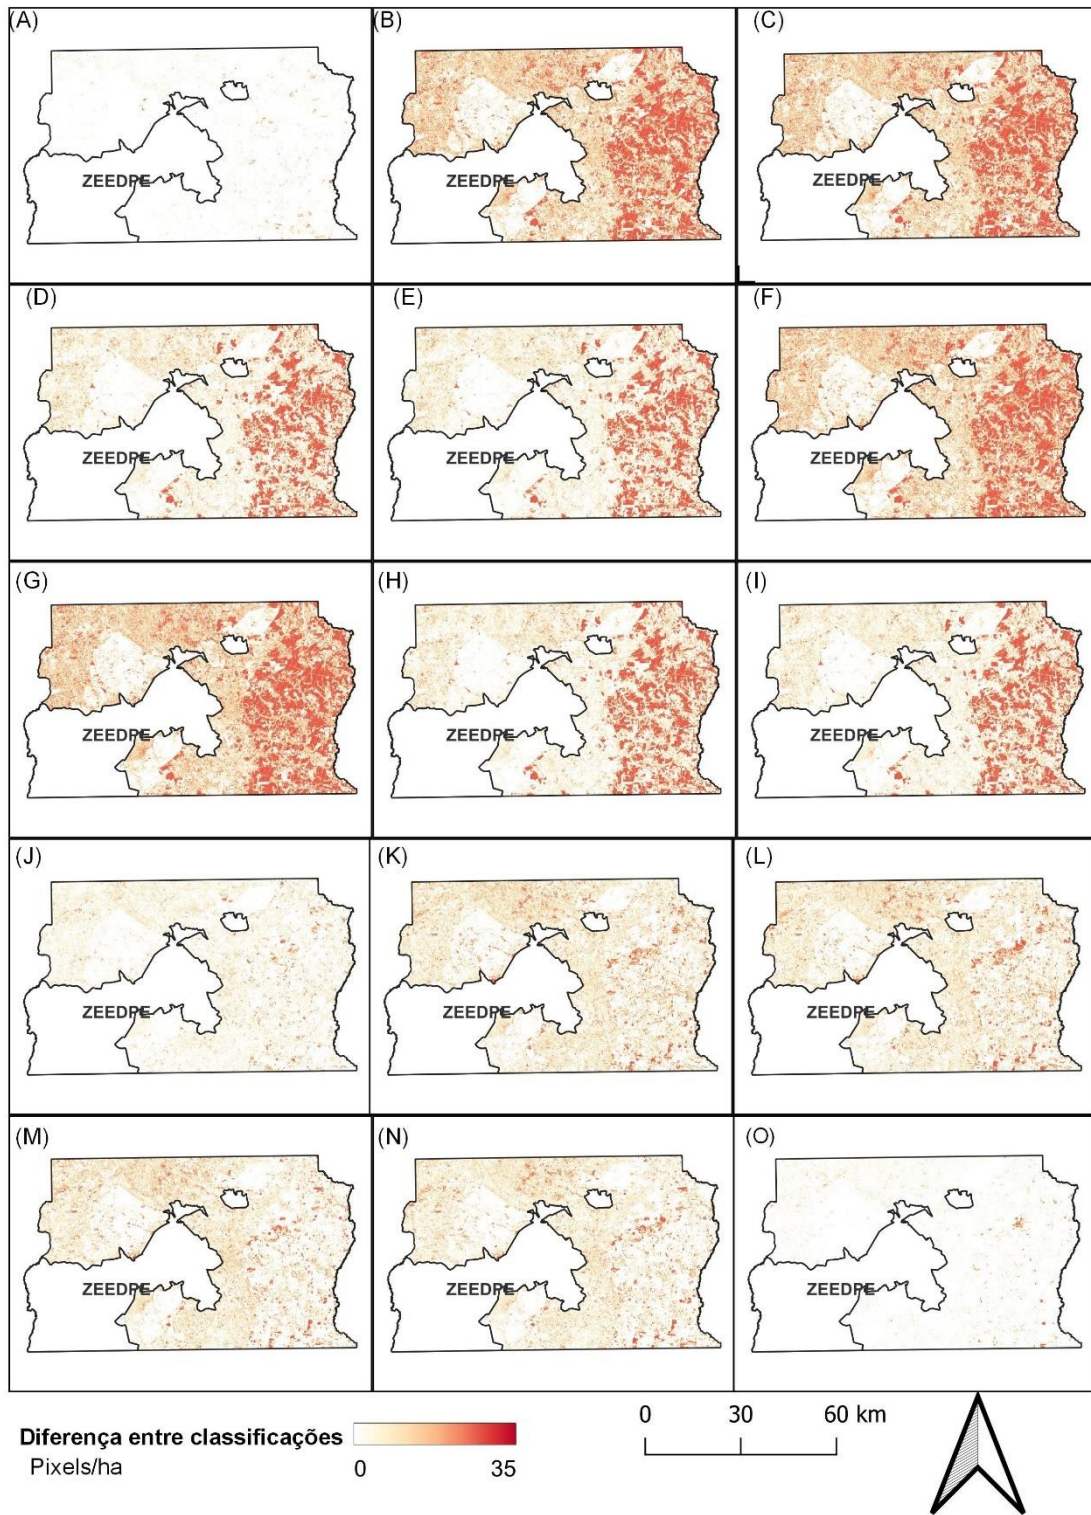 (A)
(B)
(C)
ZEEDPE
ZEEDPE
ZEEDPE
(D)
(E)
(F)
ZEEDPE
ZEEDPE
ZEEDPE
(G)
(H)
(I)
ZEEDPE
ZEEDPE
ZEEDPE
(J)
(K)
(L)
ZEEDPE
ZEEDPE
ZEEDPE
(M)
(N)
(O)
ZEEDPE
ZEEDPE
ZEEDPE
Diferença entre classificações
Pixels/ha
0
35
0 30 60 km